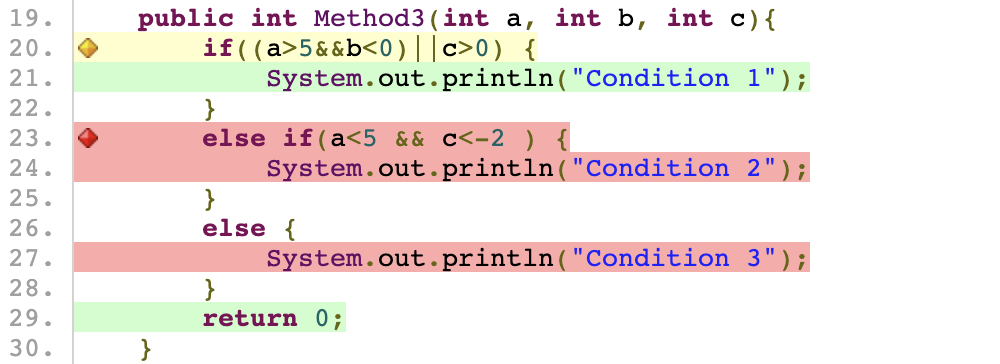 19.    public int Method3(int a, int b, int c){
20.        if((a>5&&b<0)||c>0) {
21.            System.out.println("Condition 1");
22.        }
23.        else if(a<5 && c<-2 ) {
24.            System.out.println("Condition 2");
25.        }
26.        else {
27.            System.out.println("Condition 3");
28.        }
29.        return 0;
30.    }